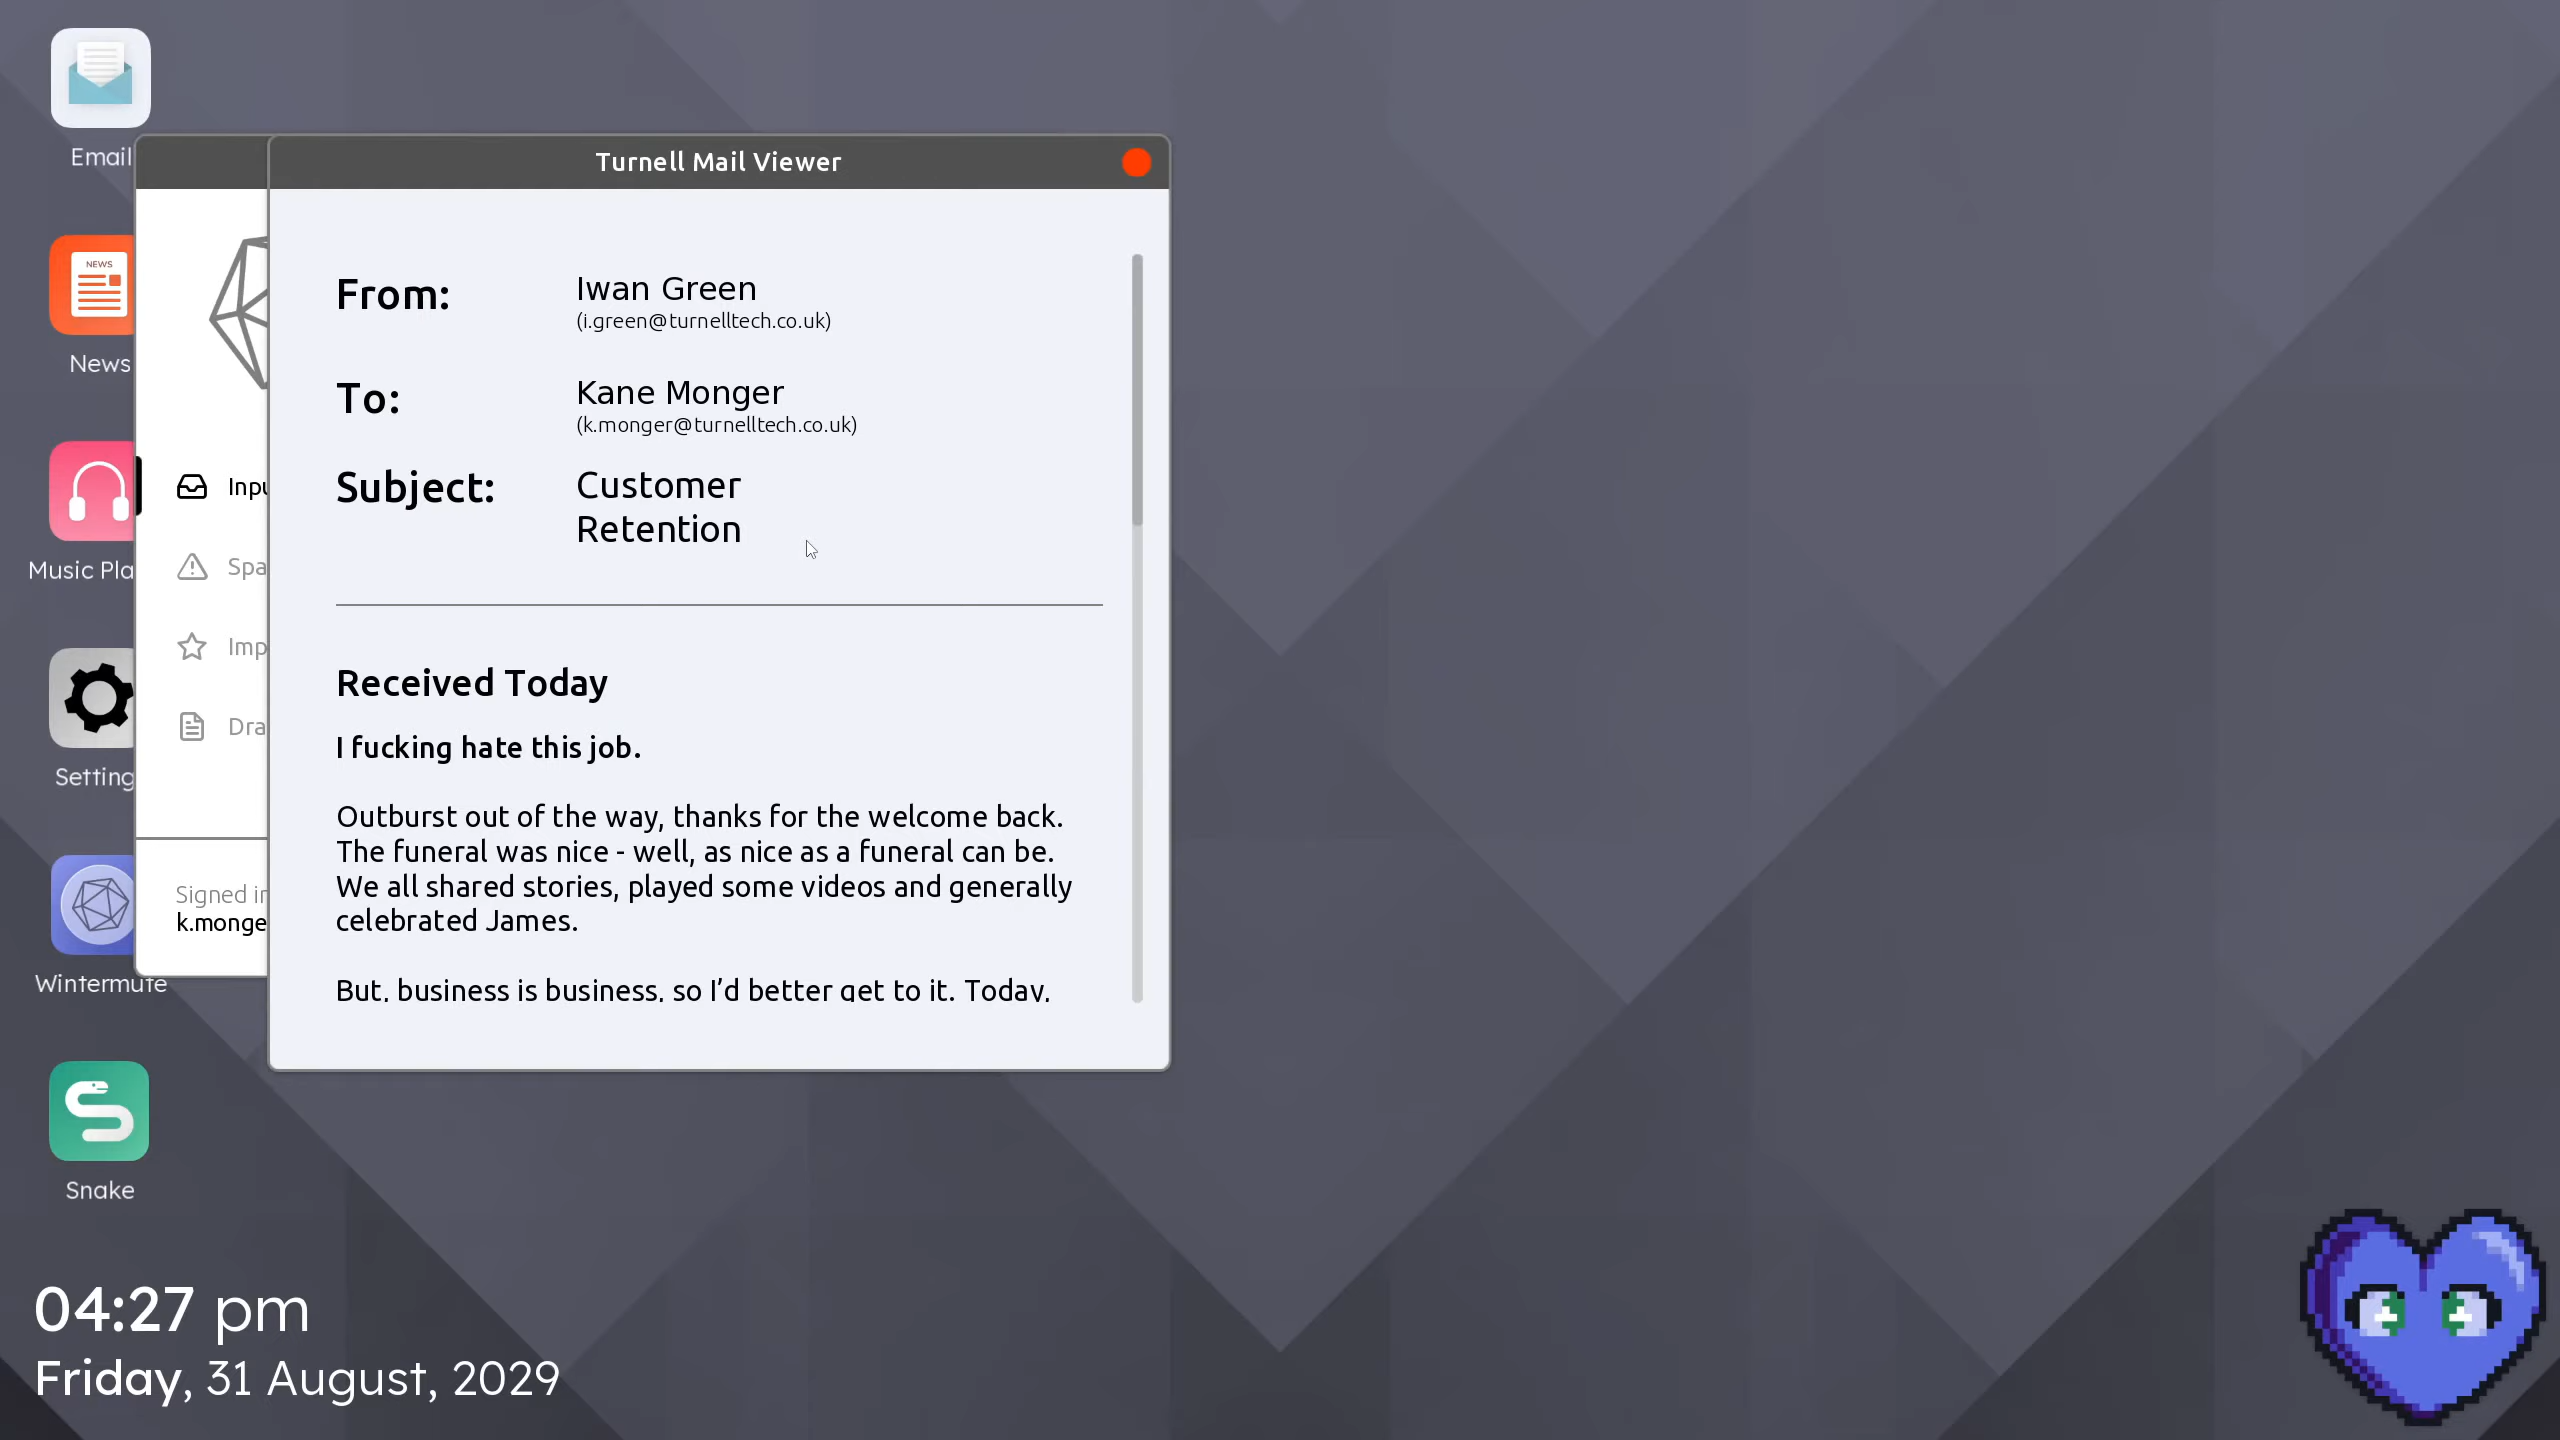 Email
NEWS
News
Music Pla
Setting
Wintermute
Snake
04:27 pm
Friday, 31 August, 2029
Inpu
Spa
Imp
Dra
Signed in
k.monge
Turnell Mail Viewer
From:
Iwan Green
(i.green@turnelltech.co.uk)
To:
Kane Monger
(k.monger@turnelltech.co.uk)
Subject:
Customer
Retention
Received Today
I fucking hate this job.
Outburst out of the way, thanks for the welcome back.
The funeral was nice - well, as nice as a funeral can be.
We all shared stories, played some videos and generally
celebrated James.
But, business is business, so I’d better get to it. Today,